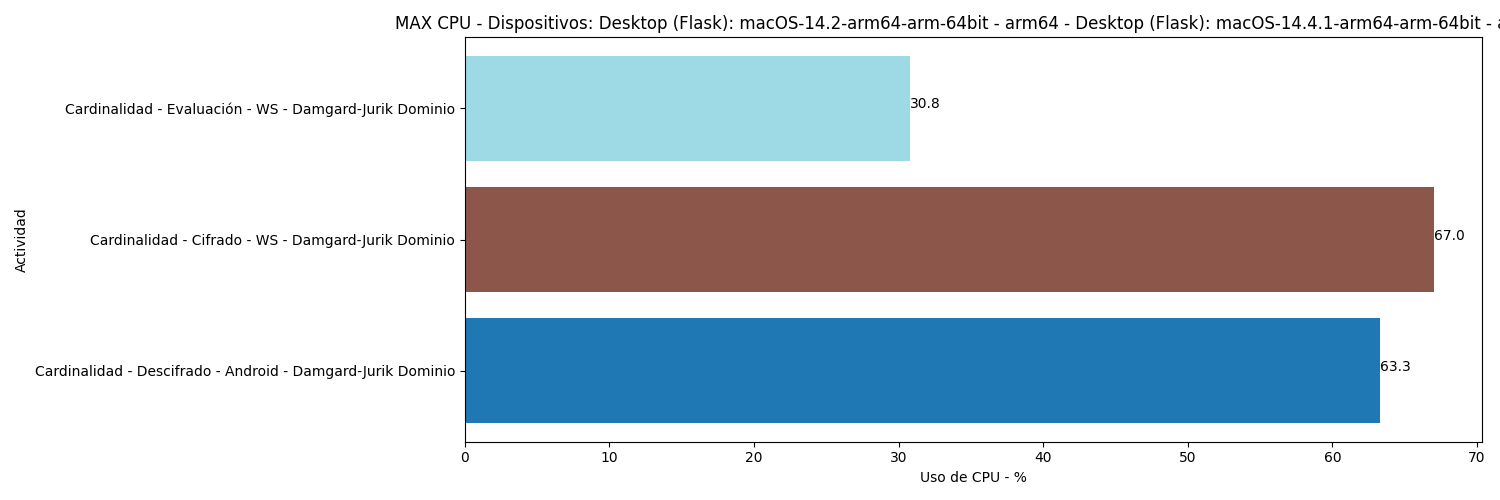 MAX CPU - Dispositivos: Desktop (Flask): macOS-14.2-arm64-arm-64bit - arm64 - Desktop (Flask): macOS-14.4.1-arm64-arm-64bit -
Cardinalidad - Evaluación - WS - Damgard-Jurik Dominio
30.8
Cardinalidad - Cifrado - WS - Damgard-Jurik Dominio
67.0
Cardinalidad - Descifrado - Android - Damgard-Jurik Dominio
63.3
Actividad
0 10 20 30 40 50 60 70
Uso de CPU - %